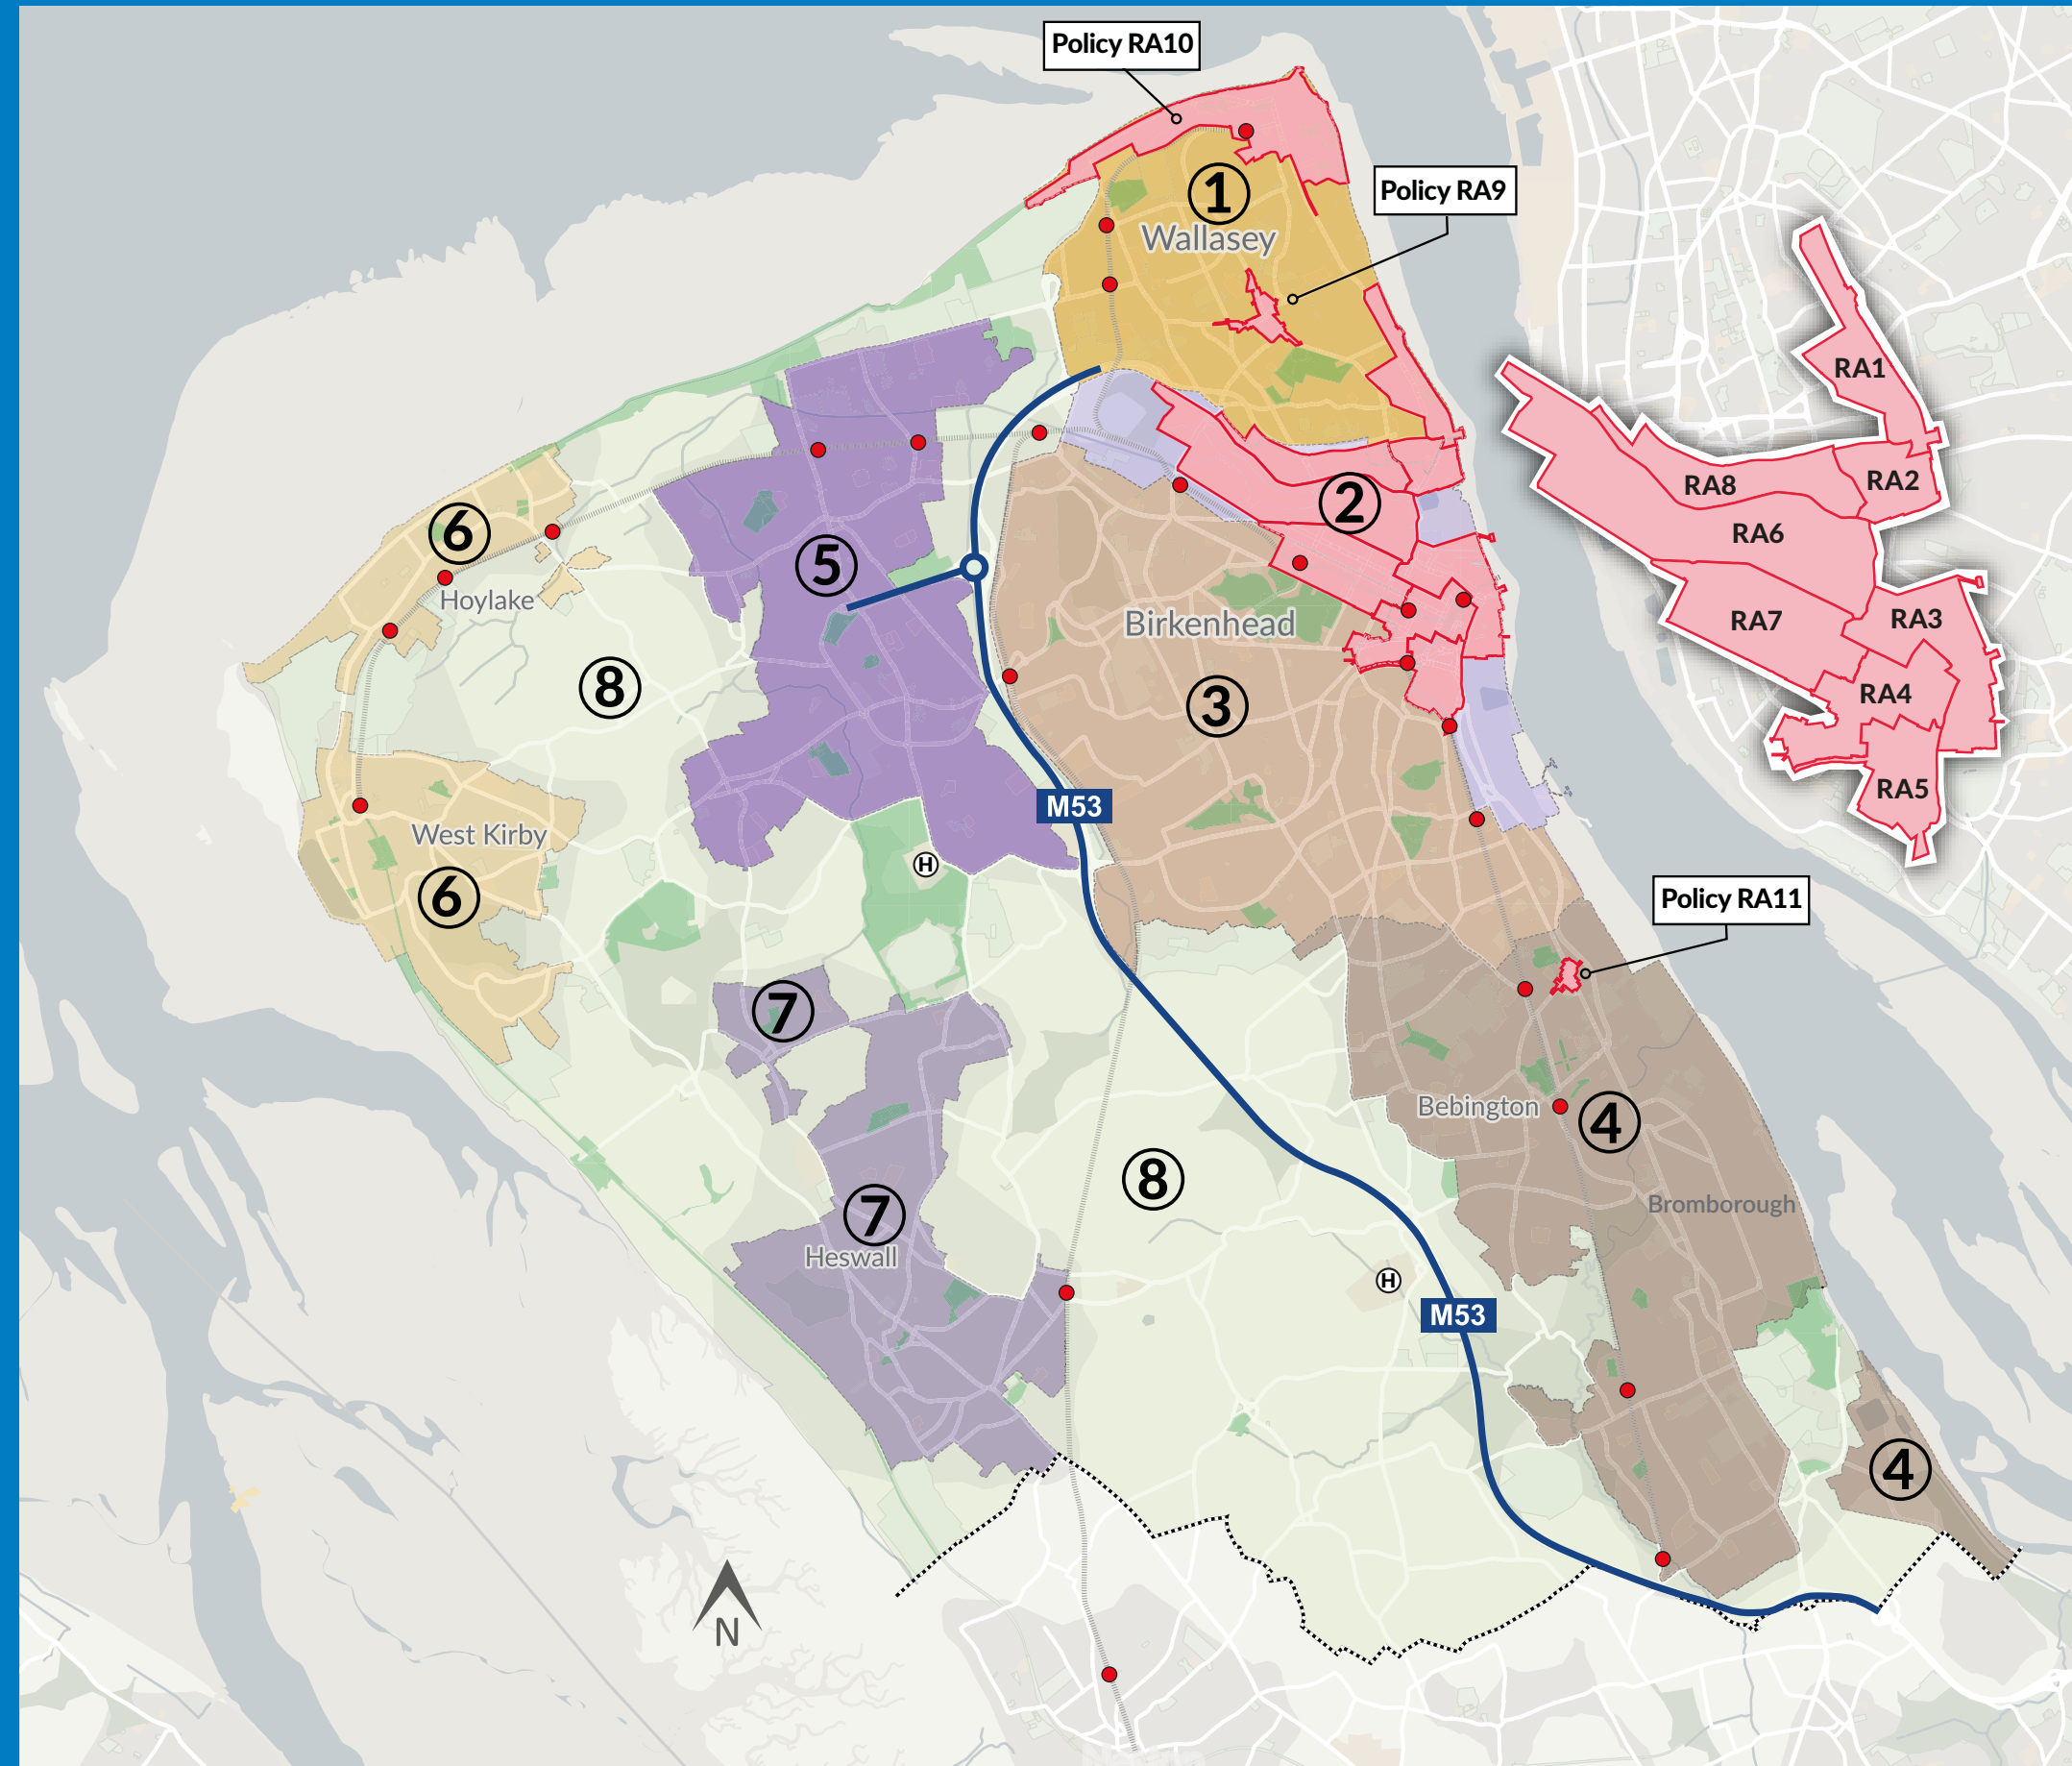 Policy RA10
Policy RA9
1
Wallasey
RA1
RA8
RA2
RA6
2
6
5
Hoylake
RA7
RA3
Birkenhead
8
RA4
3
RA5
M53
West Kirby
H
6
Policy RA11
7
Bebington
4
8
Bromborough
7
Heswall
H
M53
4
N